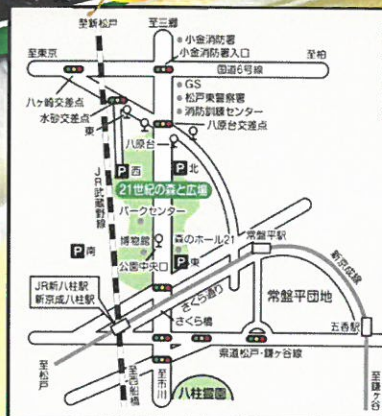 至新松戸
至三郷
小金消防署
小金消防署入口
至東京
至柏
国道6号線
GS
松戸東警察署
消防訓練センター
八ヶ崎交差点
水砂交差点
八原台交差点
東
八原台
P西
P北
21世紀の森と広場
JR武蔵野線
パークセンター
博物館
森のホール21
常盤平駅
P南
公園中央口
P東
新京成線
さくら通り
JR新八柱駅
新京成八柱駅
常盤平団地
五香駅
さくら橋
県道松戸・鎌ヶ谷線
至松戸
至西船橋
至市川
八柱霊園
至鎌ヶ谷